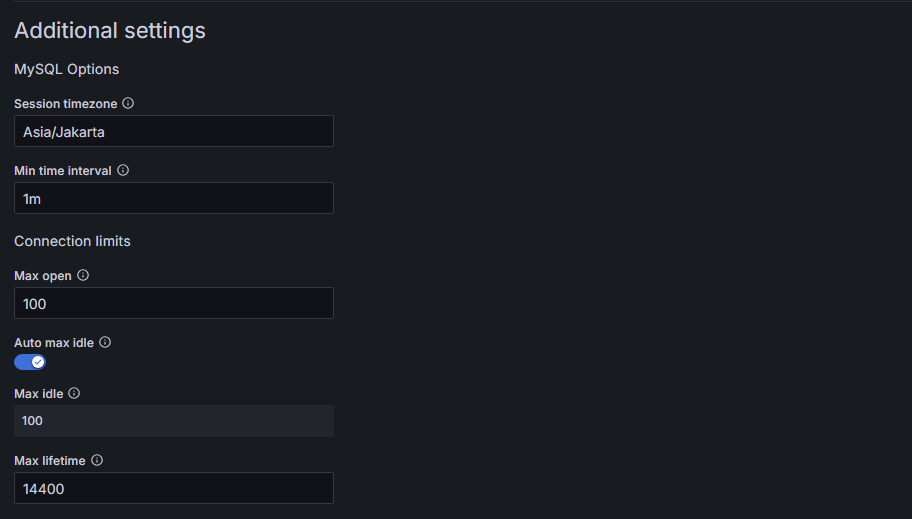 Additional settings
MySQL Options
Session timezone
Asia/Jakarta
Min time interval
1m
Connection limits
Max open
100
Auto max idle
Max idle
100
Max lifetime
14400